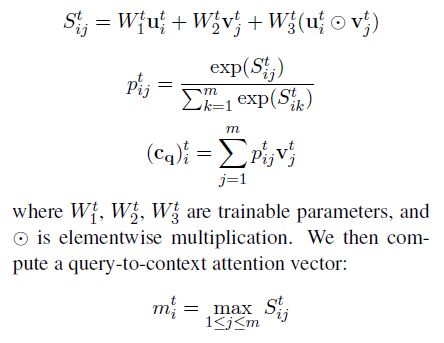 S^t_{ij} = W^t_1 u^t_i + W^t_2 v^t_j + W^t_3 (u^t_i ⊙ v^t_j)
p^t_{ij} = exp(S^t_{ij}) / ∑^m_{k=1} exp(S^t_{ik})
(c_q)^t_i = ∑^m_{j=1} p^t_{ij} v^t_j
where W^t_1, W^t_2, W^t_3 are trainable parameters, and
⊙ is elementwise multiplication. We then com-
pute a query-to-context attention vector:
m^t_i = max_{1≤j≤m} S^t_{ij}